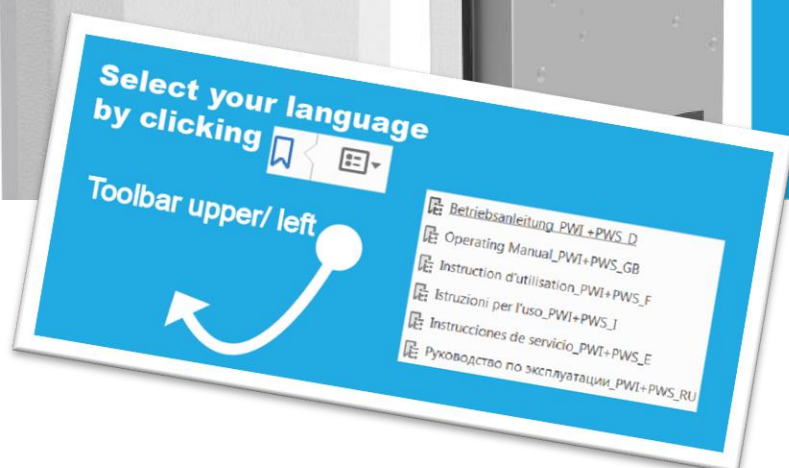 Select your language
by clicking
Toolbar upper/ left
Betriebsanleitung_PWI +PWS_D
Operating Manual_PWI+PWS_GB
Instruction d'utilisation_PWI+PWS_F
Istruzioni per l'uso_PWI+PWS_I
Instrucciones de servicio_PWI+PWS_E
Руководство по эксплуатации_PWI+PWS_RU